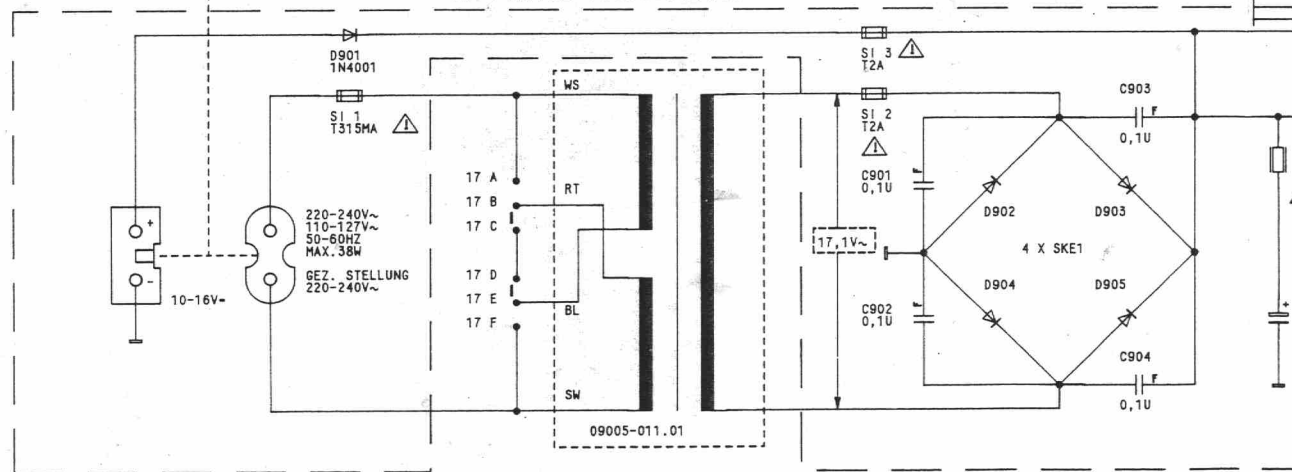 D901
1N4001
SI 1
T315MA
SI 3
T2A
SI 2
T2A
C903
0,1U
C901
0,1U
D902
D903
17,1V~
4 X SKE1
D904
D905
C902
0,1U
C904
0,1U
WS
RT
BL
SW
17 A
17 B
17 C
17 D
17 E
17 F
220-240V~
110-127V~
50-60HZ
MAX.38W
GEZ. STELLUNG
220-240V~
+
-
10-16V=
09005-011.01
F
F
F
F
+